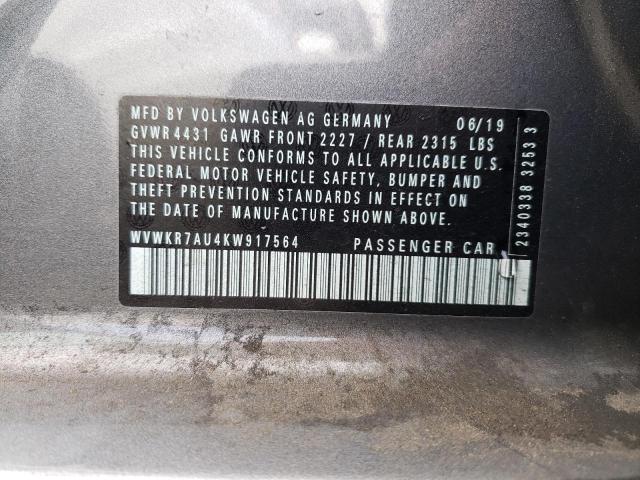 MFD BY VOLKSWAGEN AG GERMANY 06/19
GVWR 4431 GAWR FRONT 2227 / REAR 2315 LBS
THIS VEHICLE CONFORMS TO ALL APPLICABLE U.S.
FEDERAL MOTOR VEHICLE SAFETY, BUMPER AND
THEFT PREVENTION STANDARDS IN EFFECT ON
THE DATE OF MANUFACTURE SHOWN ABOVE.
WVWKR7AU4KW917564 PASSENGER CAR
2340338 3253 3